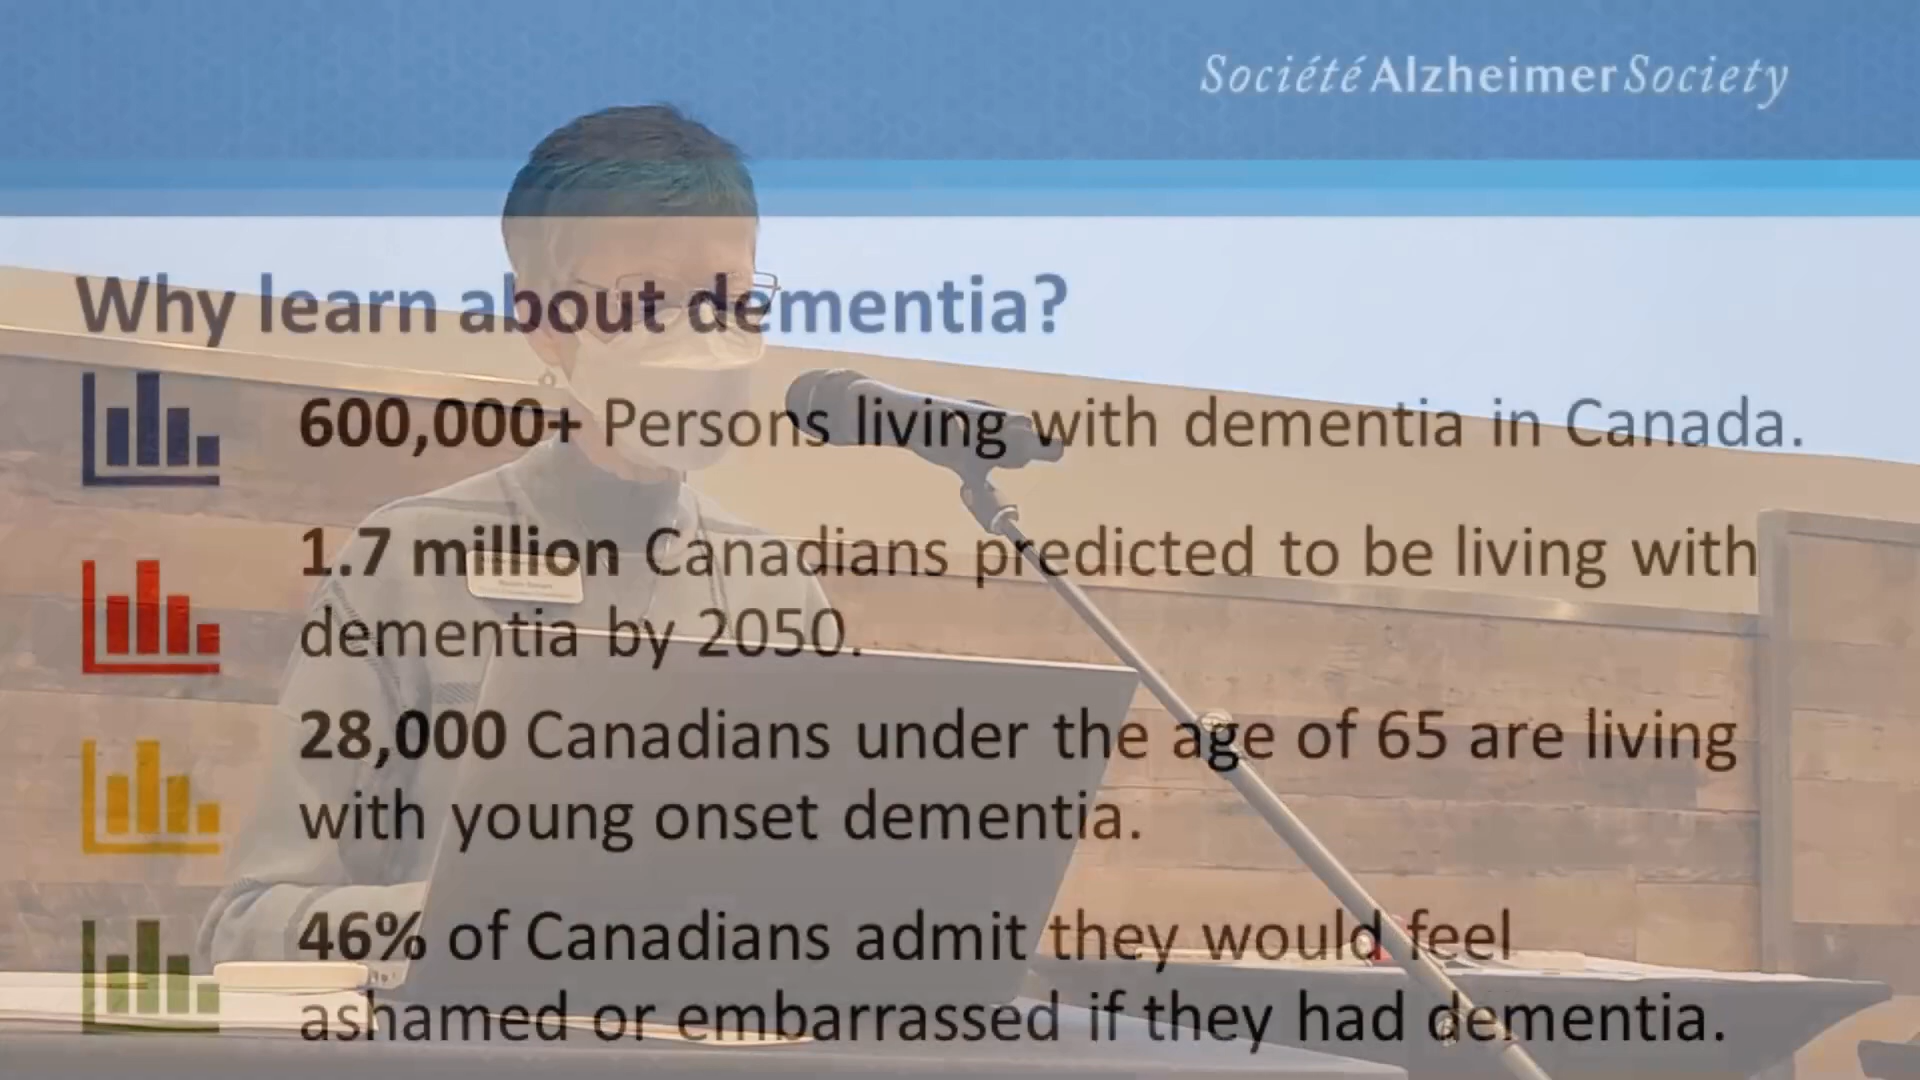 Société Alzheimer Society
Why learn about dementia?
600,000+ Persons living with dementia in Canada.
1.7 million Canadians predicted to be living with
dementia by 2050.
28,000 Canadians under the age of 65 are living
with young onset dementia.
46% of Canadians admit they would feel
ashamed or embarrassed if they had dementia.